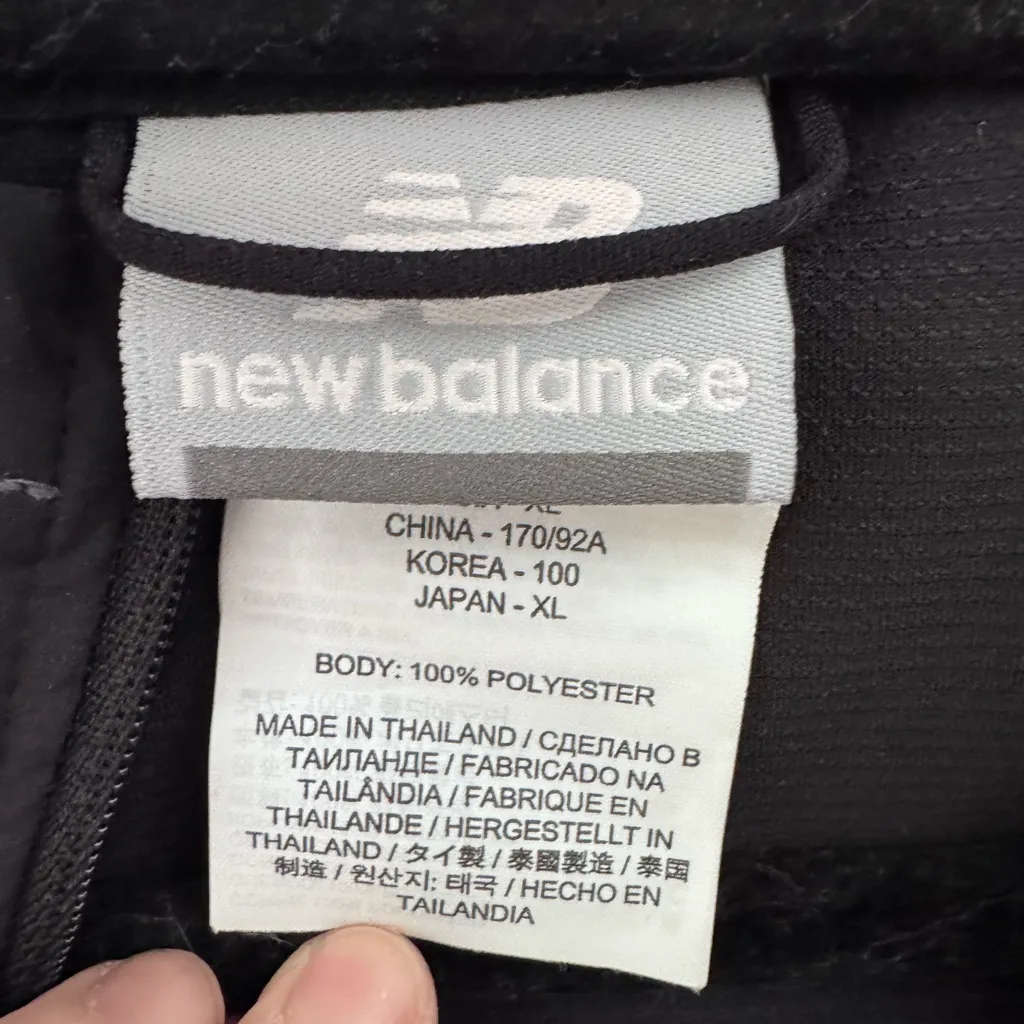 new balance
XL
CHINA - 170/92A
KOREA - 100
JAPAN - XL
BODY: 100% POLYESTER
MADE IN THAILAND / СДЕЛАНО В
ТАИЛАНДЕ / FABRICADO NA
TAILÂNDIA / FABRIQUE EN
THAILANDE / HERGESTELLT IN
THAILAND / タイ製 / 泰國製造 / 泰国
制造 / 원산지: 태국 / HECHO EN
TAILANDIA